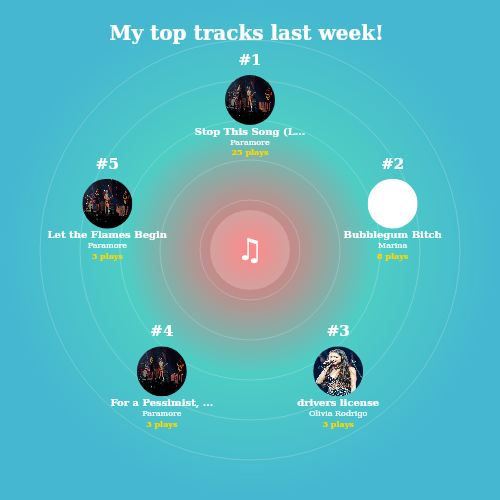 My top tracks last week!
#1
Stop This Song (L...
Paramore
25 plays
#2
Bubblegum Bitch
Marina
8 plays
#3
drivers license
Olivia Rodrigo
3 plays
#4
For a Pessimist, ...
Paramore
3 plays
#5
Let the Flames Begin
Paramore
3 plays